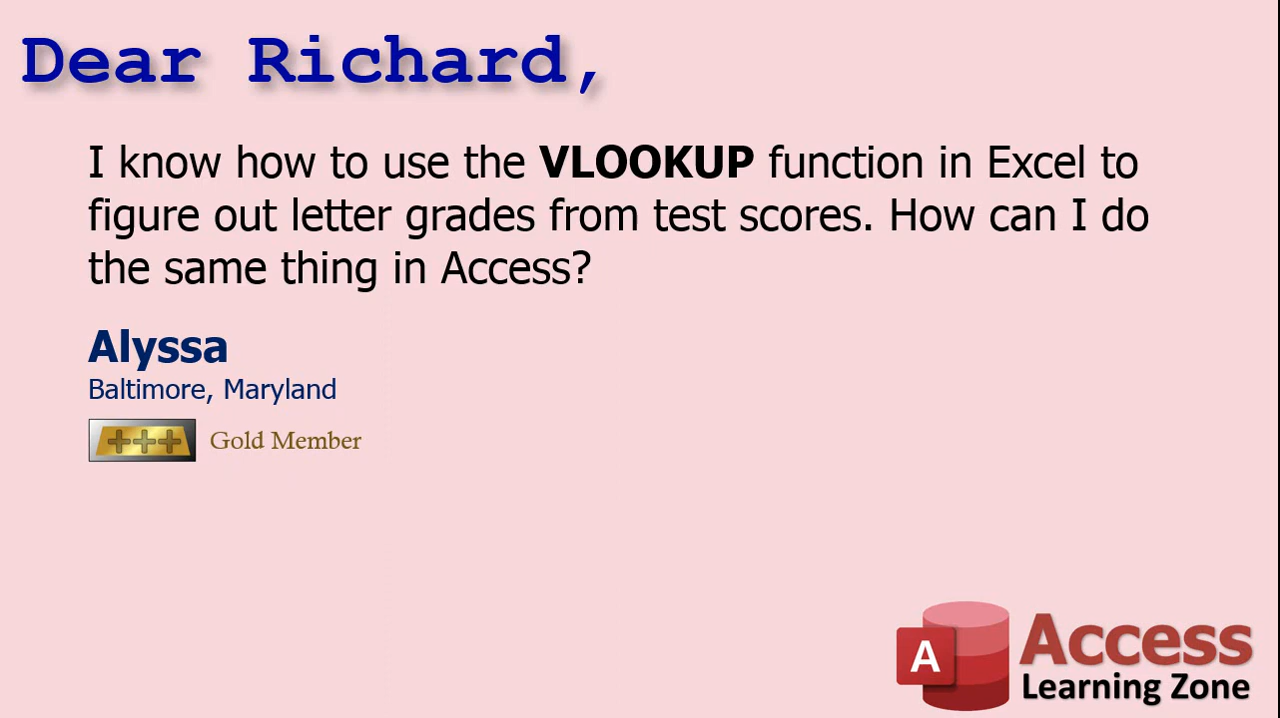 Dear Richard,
I know how to use the VLOOKUP function in Excel to
figure out letter grades from test scores. How can I do
the same thing in Access?
Alyssa
Baltimore, Maryland
+++ Gold Member
A Access
Learning Zone